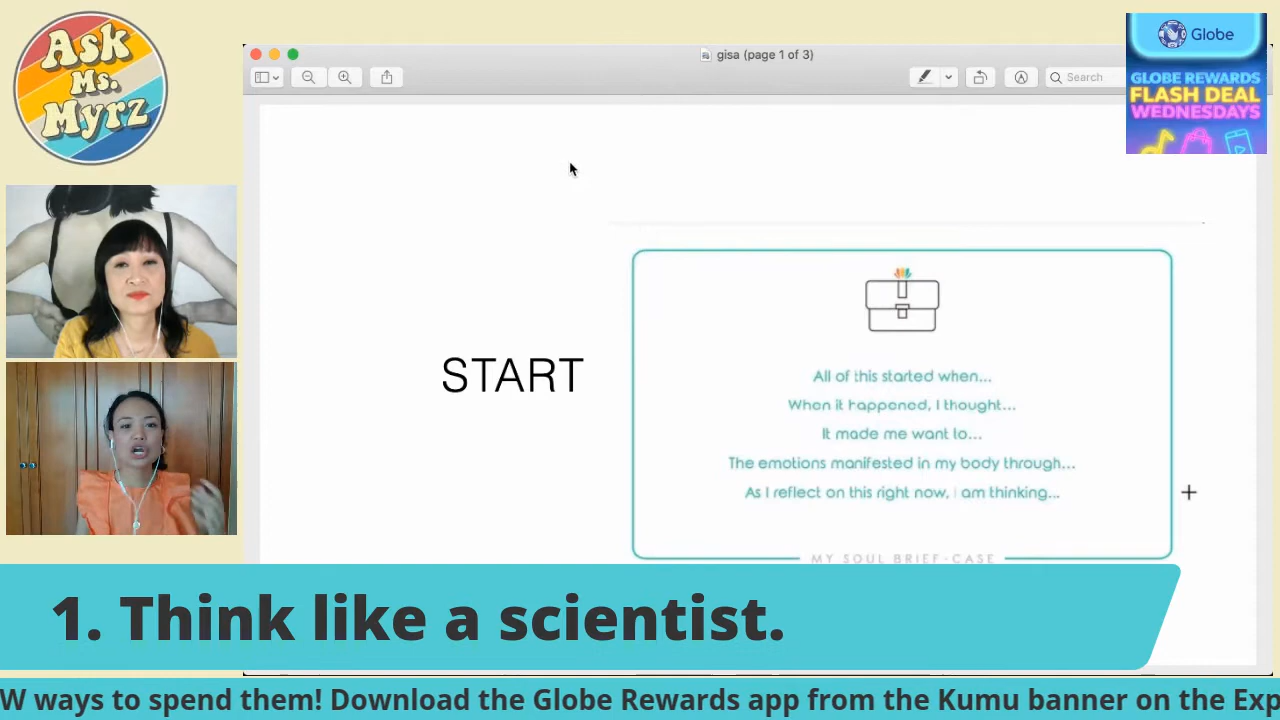 Ask
Ms.
Myrz
gisa (page 1 of 3)
Search
Globe
GLOBE REWARDS
FLASH DEAL
WEDNESDAYS
START
All of this started when...
When it happened, I thought...
It made me want to...
The emotions manifested in my body through...
As I reflect on this right now, I am thinking...
MY SOUL BRIEF-CASE
1. Think like a scientist.
W ways to spend them! Download the Globe Rewards app from the Kumu banner on the Exp